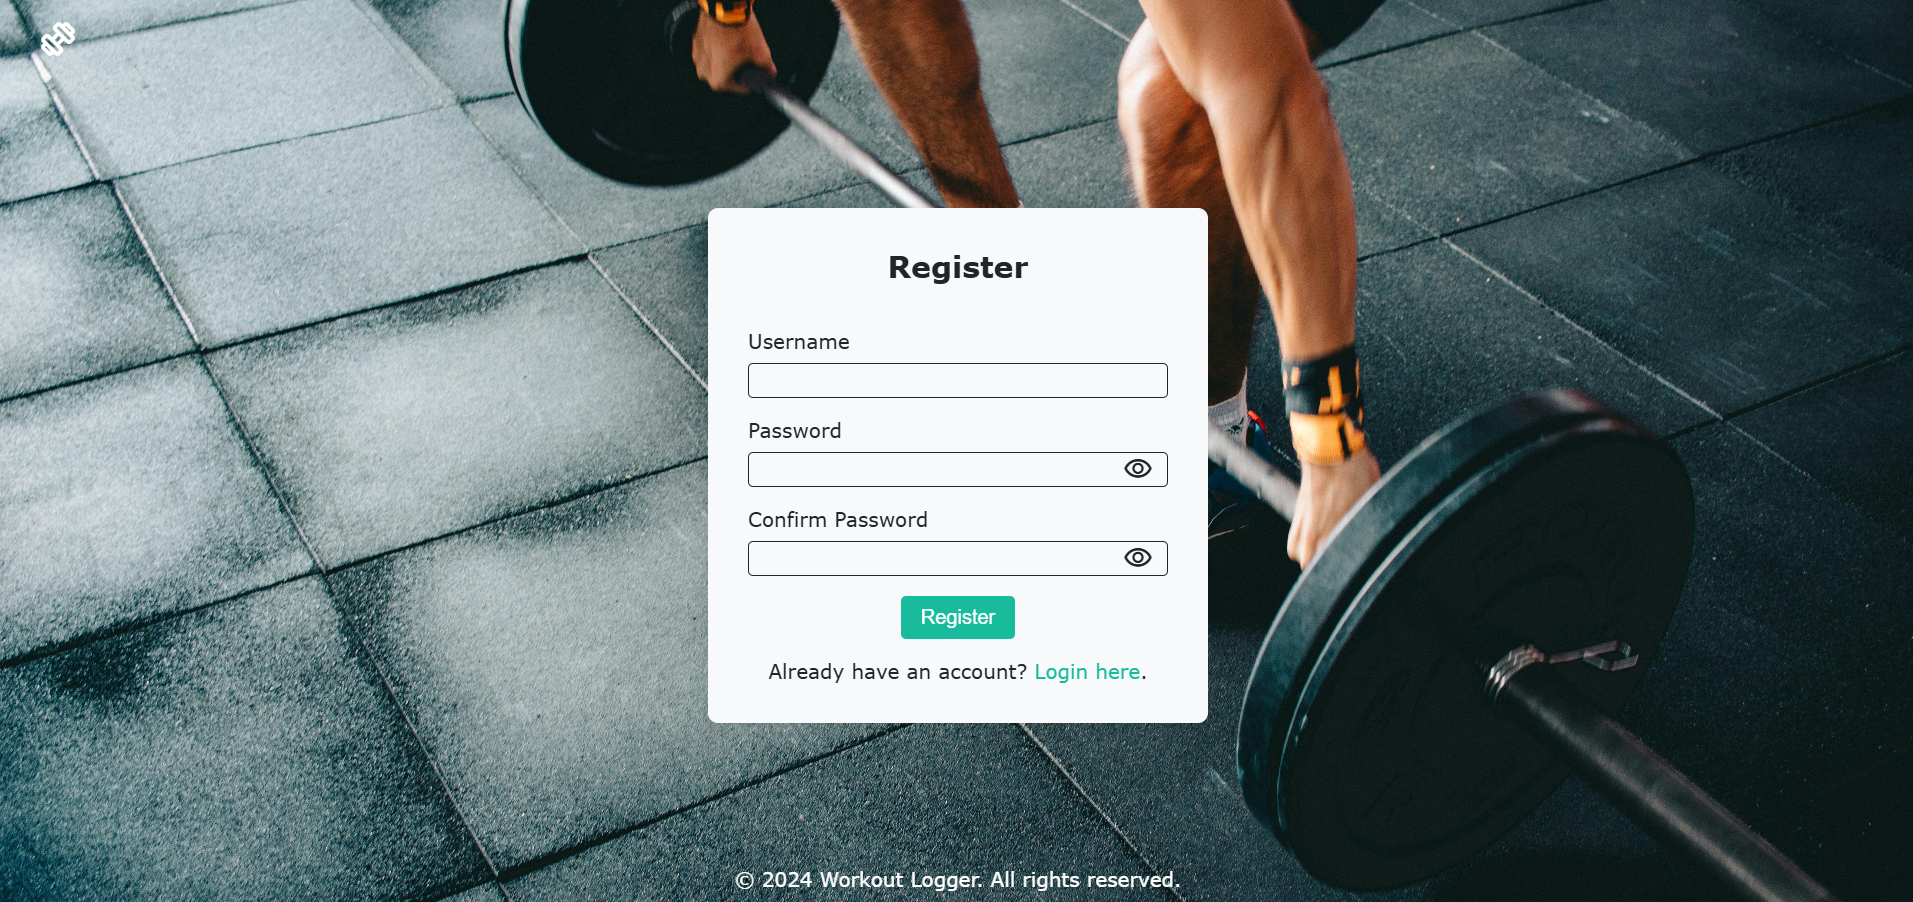 Register
Username
Password
Confirm Password
Register
Already have an account? Login here.
© 2024 Workout Logger. All rights reserved.